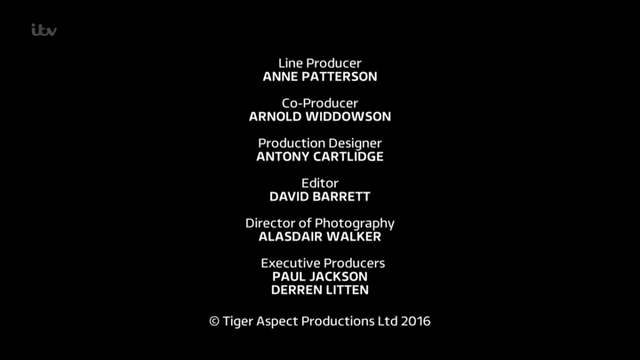 itv
Line Producer
ANNE PATTERSON
Co-Producer
ARNOLD WIDDOWSON
Production Designer
ANTONY CARTLIDGE
Editor
DAVID BARRETT
Director of Photography
ALASDAIR WALKER
Executive Producers
PAUL JACKSON
DERREN LITTEN
© Tiger Aspect Productions Ltd 2016